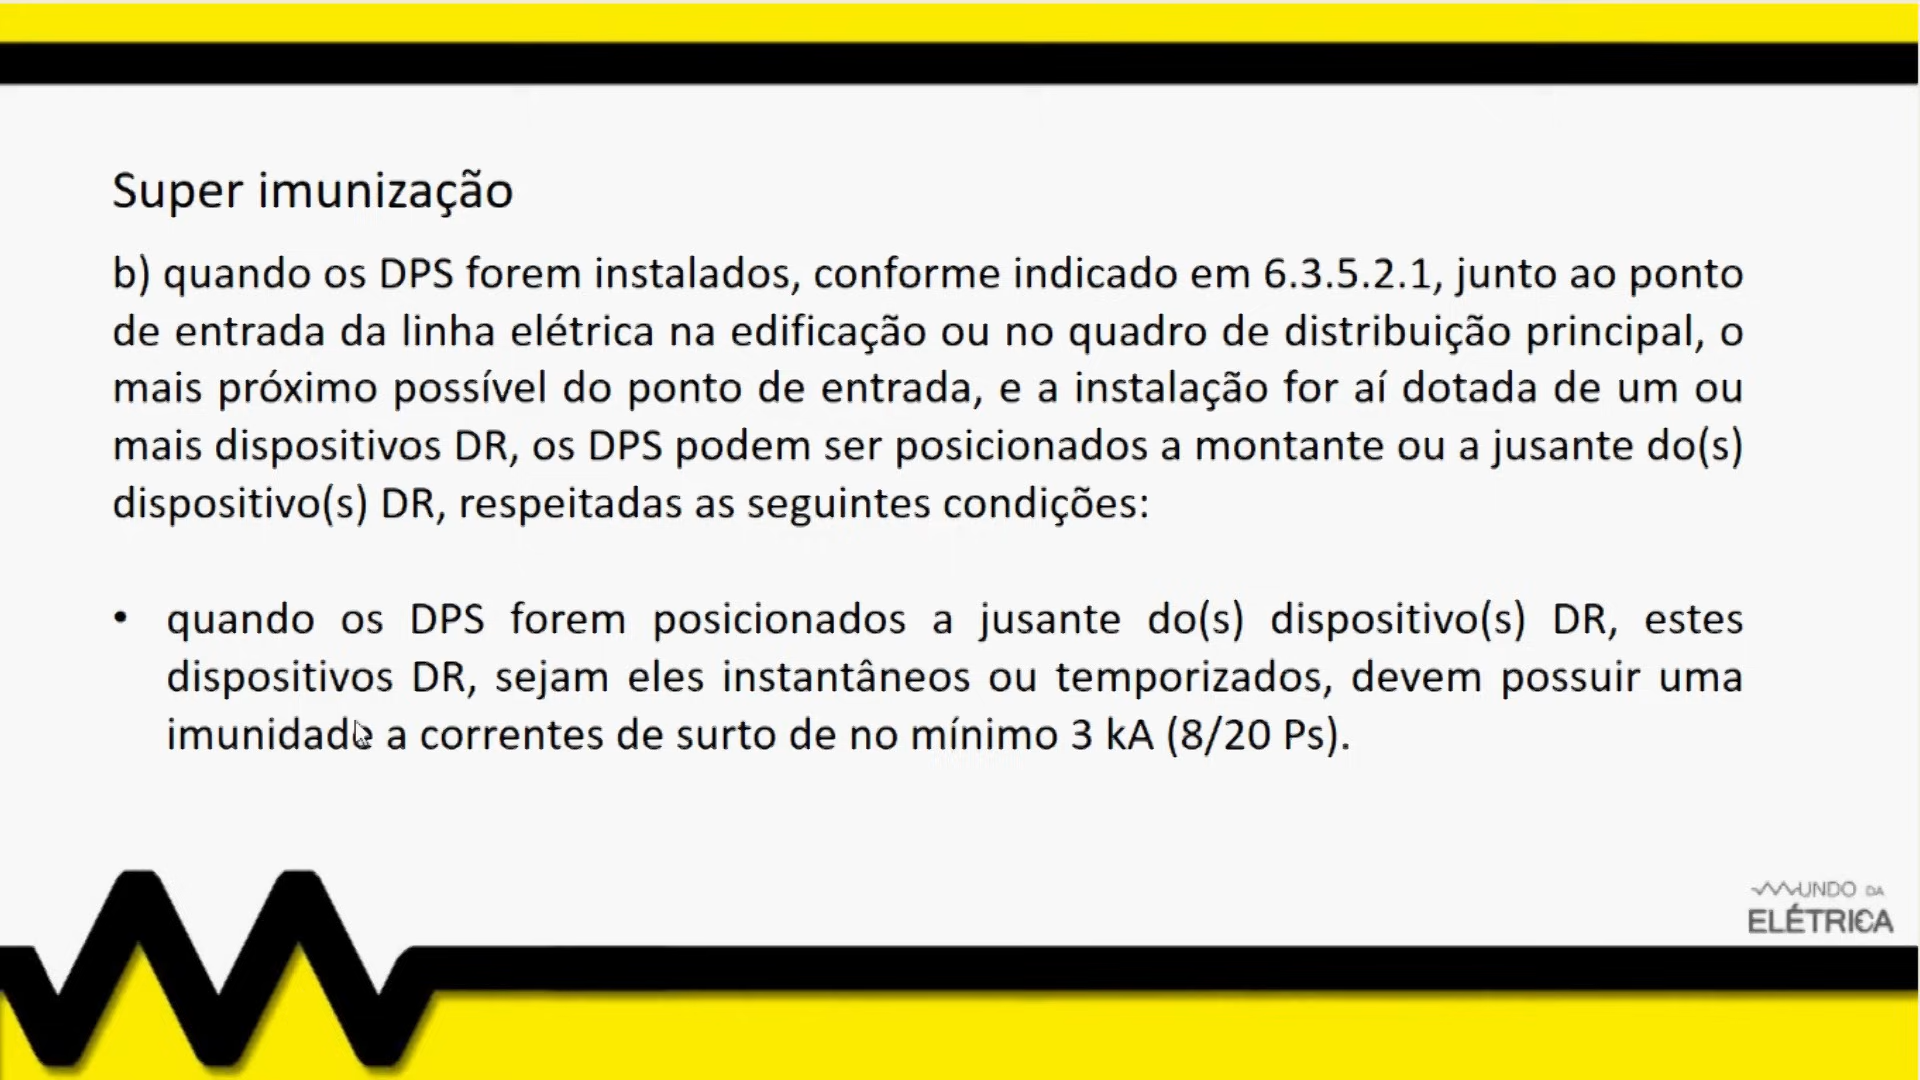 Super imunização
b) quando os DPS forem instalados, conforme indicado em 6.3.5.2.1, junto ao ponto
de entrada da linha elétrica na edificação ou no quadro de distribuição principal, o
mais próximo possível do ponto de entrada, e a instalação for aí dotada de um ou
mais dispositivos DR, os DPS podem ser posicionados a montante ou a jusante do(s)
dispositivo(s) DR, respeitadas as seguintes condições:
• quando os DPS forem posicionados a jusante do(s) dispositivo(s) DR, estes
dispositivos DR, sejam eles instantâneos ou temporizados, devem possuir uma
imunidade a correntes de surto de no mínimo 3 kA (8/20 Ps).
MUNDO DA
ELÉTRICA